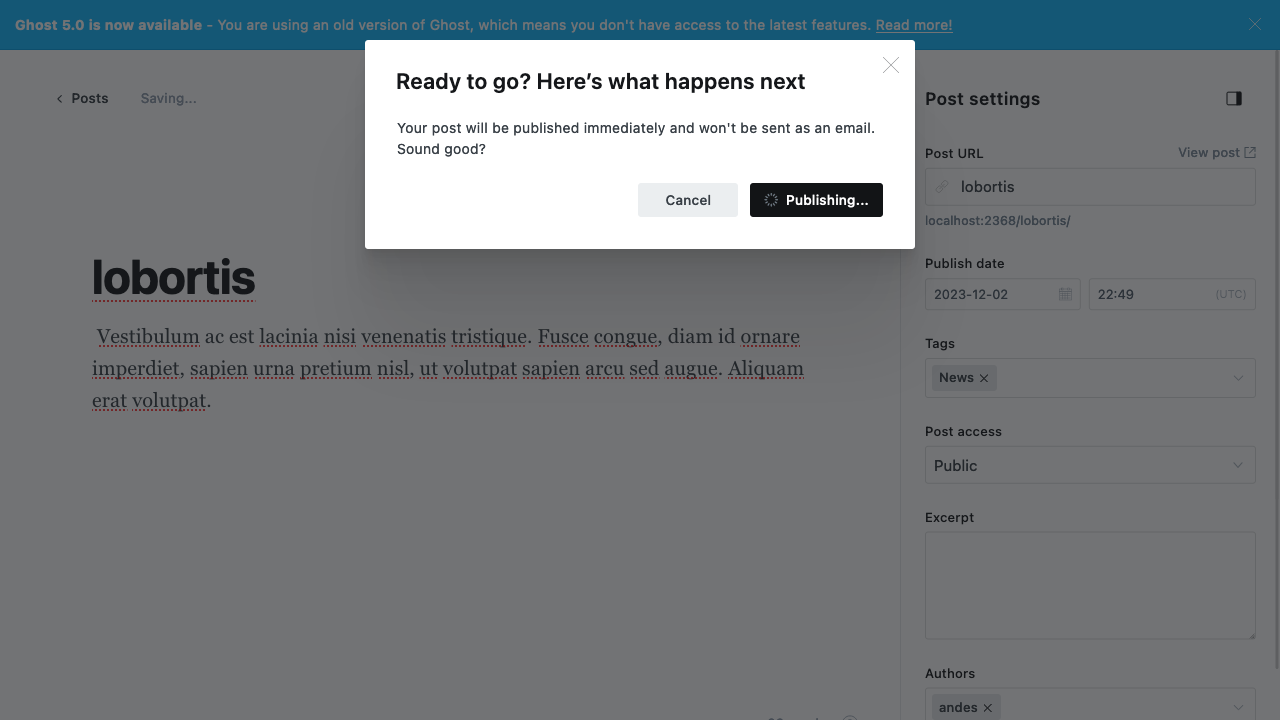 Ghost 5.0 is now available - You are using an old version of Ghost, which means you don't have access to the latest features. Read more!
Ready to go? Here’s what happens next
Your post will be published immediately and won't be sent as an email.
Sound good?
Cancel
Publishing...
Posts
Saving...
lobortis
Vestibulum ac est lacinia nisi venenatis tristique. Fusce congue, diam id ornare
imperdiet, sapien urna pretium nisl, ut volutpat sapien arcu sed augue. Aliquam
erat volutpat.
Post settings
Post URL
View post
lobortis
localhost:2368/lobortis/
Publish date
2023-12-02
22:49
(UTC)
Tags
News
Post access
Public
Excerpt
Authors
andes